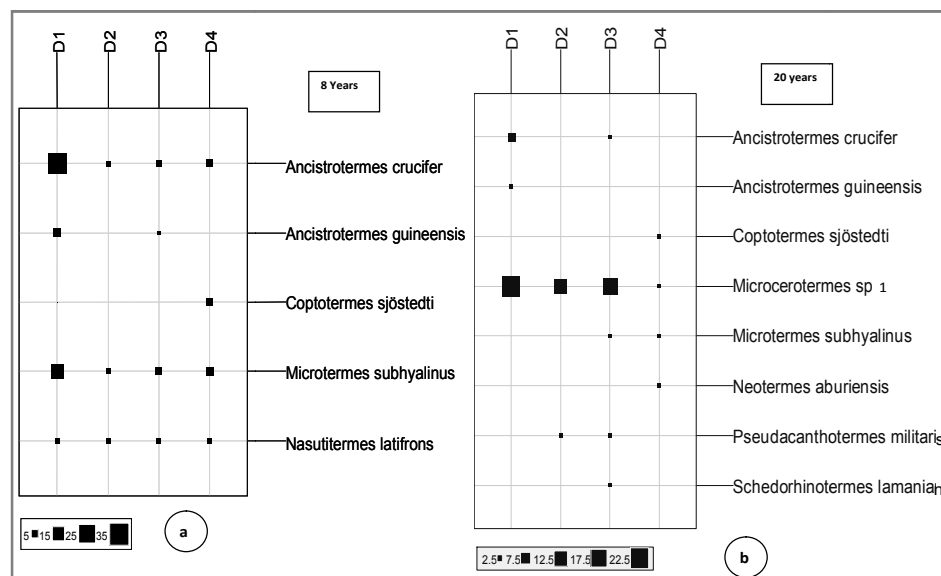 D1 D2 D3 D4
8 Years
Ancistrotermes crucifer
Ancistrotermes guineensis
Coptotermes sjöstedti
Microtermes subhyalinus
Nasutitermes latifrons
5 15 25 35
a
D1 D2 D3 D4
20 years
Ancistrotermes crucifer
Ancistrotermes guineensis
Coptotermes sjöstedti
Microcerotermes sp 1
Microtermes subhyalinus
Neotermes aburiensis
Pseudacanthotermes militaris
Schedorhinotermes lamanian
2.5 7.5 12.5 17.5 22.5
b